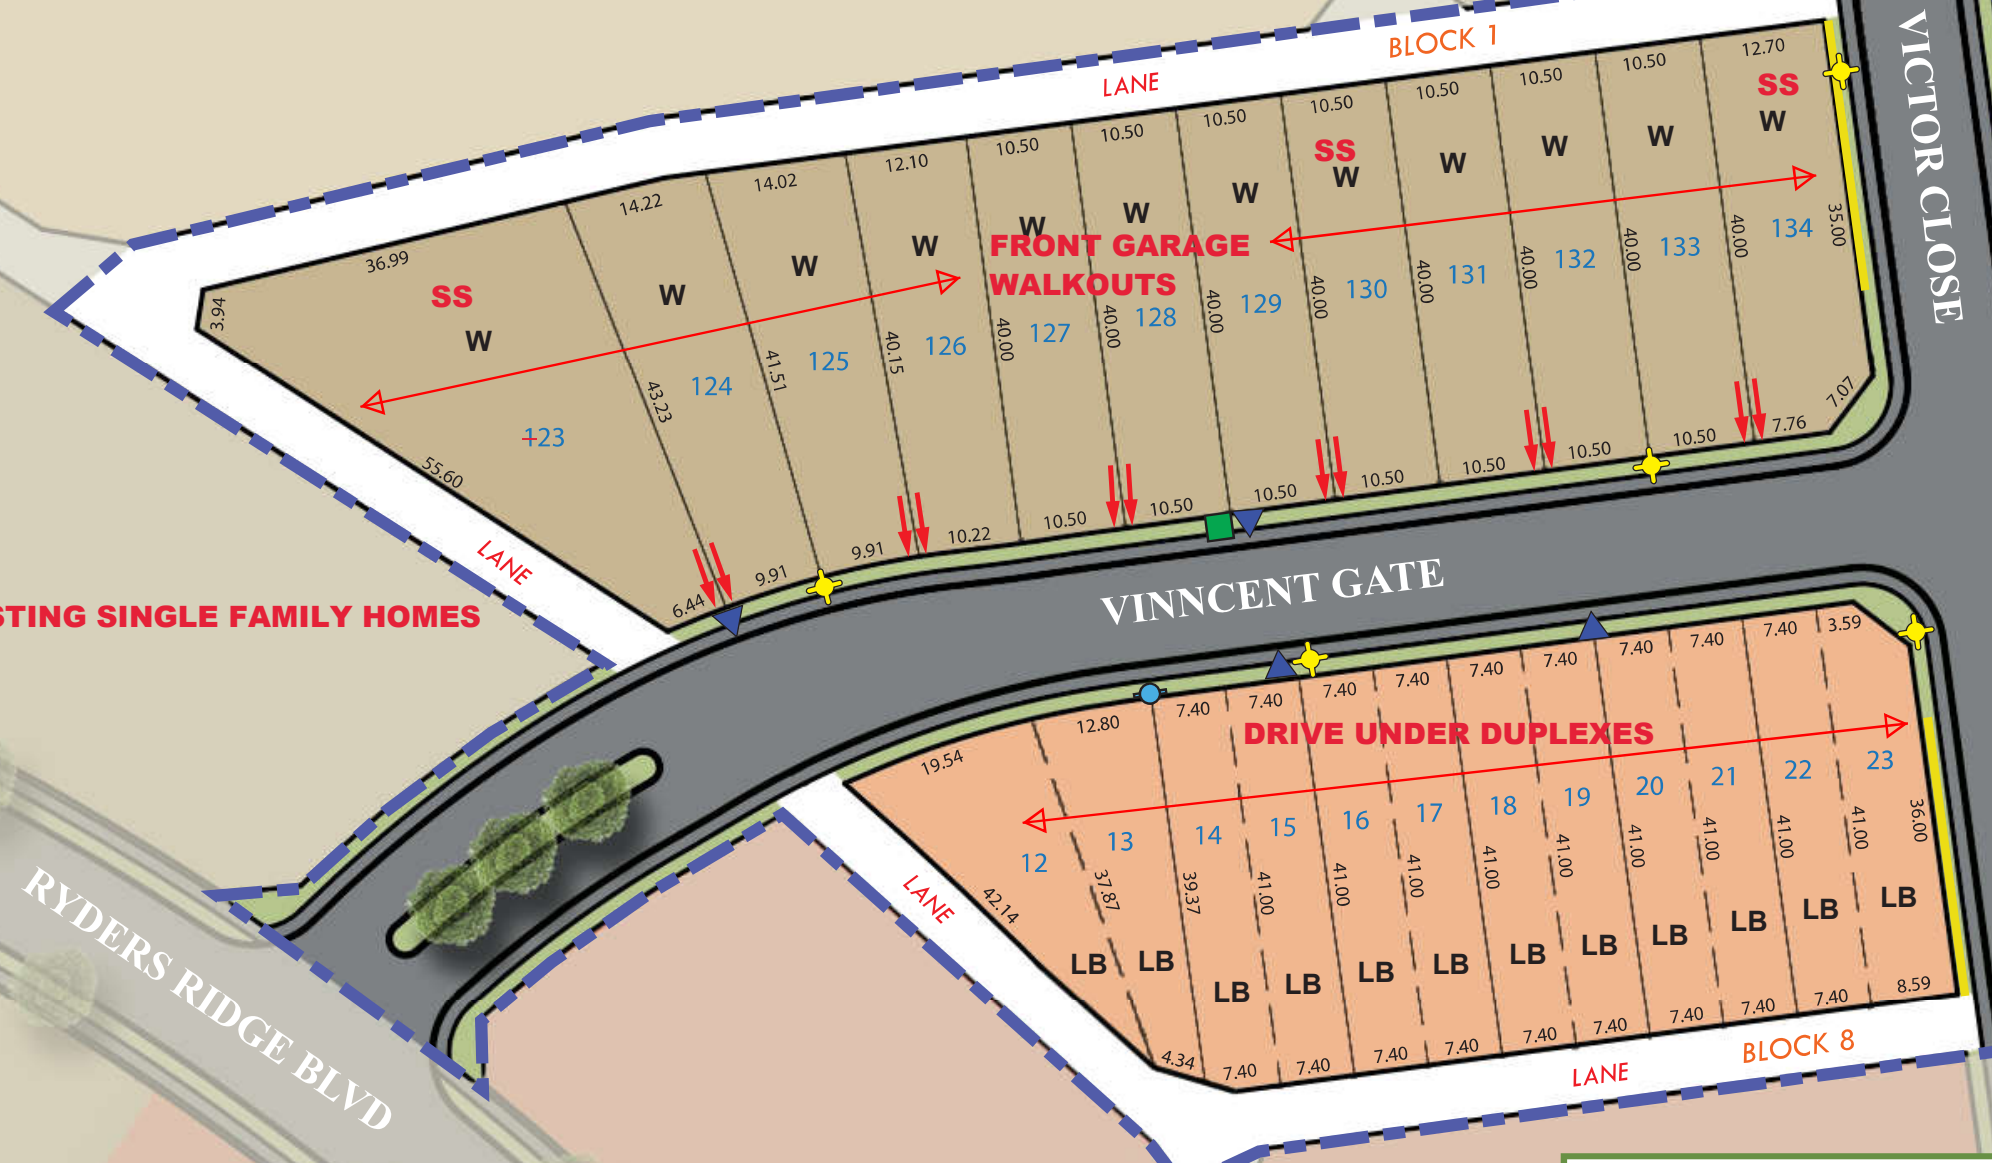 BLOCK 1
LANE
VICTOR CLOSE
12.70
10.50
10.50
10.50
10.50
10.50
10.50
10.50
12.10
14.02
14.22
36.99
3.94
SS
W
W
W
W
W
W
W
SS
W
W
W
W
SS
W
W
FRONT GARAGE
WALKOUTS
123
124
125
126
127
128
129
130
131
132
133
134
43.23
41.51
40.15
40.00
40.00
40.00
40.00
40.00
40.00
40.00
40.00
35.00
7.07
55.60
6.44
9.91
9.91
10.22
10.50
10.50
10.50
10.50
10.50
10.50
10.50
7.76
LANE
STING SINGLE FAMILY HOMES
VINNCENT GATE
19.54
12.80
7.40
7.40
7.40
7.40
7.40
7.40
7.40
7.40
7.40
3.59
DRIVE UNDER DUPLEXES
12
13
14
15
16
17
18
19
20
21
22
23
42.14
37.87
39.37
41.00
41.00
41.00
41.00
41.00
41.00
41.00
41.00
41.00
36.00
LB
LB
LB
LB
LB
LB
LB
LB
LB
LB
LB
LB
4.34
7.40
7.40
7.40
7.40
7.40
7.40
7.40
7.40
7.40
8.59
LANE
LANE
BLOCK 8
RYDERS RIDGE BLVD